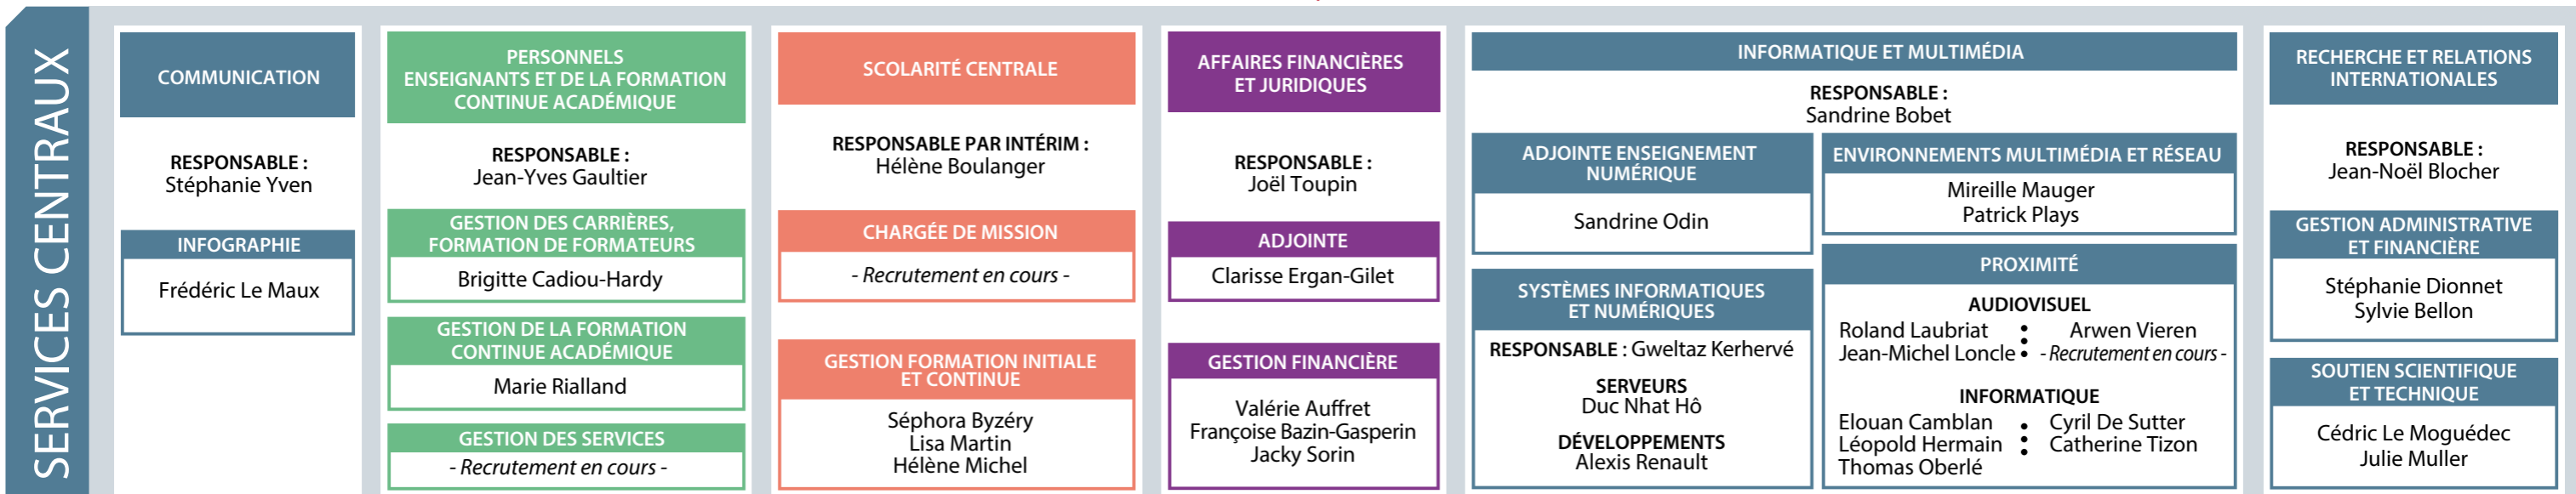 SERVICES CENTRAUX
COMMUNICATION
RESPONSABLE :
Stéphanie Yven
INFOGRAPHIE
Frédéric Le Maux
PERSONNELS
ENSEIGNANTS ET DE LA FORMATION
CONTINUE ACADÉMIQUE
RESPONSABLE :
Jean-Yves Gaultier
GESTION DES CARRIÈRES,
FORMATION DE FORMATEURS
Brigitte Cadiou-Hardy
GESTION DE LA FORMATION
CONTINUE ACADÉMIQUE
Marie Rialland
GESTION DES SERVICES
- Recrutement en cours -
SCOLARITÉ CENTRALE
RESPONSABLE PAR INTÉRIM :
Hélène Boulanger
CHARGÉE DE MISSION
- Recrutement en cours -
GESTION FORMATION INITIALE
ET CONTINUE
Séphora Byzéry
Lisa Martin
Hélène Michel
AFFAIRES FINANCIÈRES
ET JURIDIQUES
RESPONSABLE :
Joël Toupin
ADJOINTE
Clarisse Ergan-Gilet
GESTION FINANCIÈRE
Valérie Auffret
Françoise Bazin-Gasperin
Jacky Sorin
INFORMATIQUE ET MULTIMÉDIA
RESPONSABLE :
Sandrine Bobet
ADJOINTE ENSEIGNEMENT
NUMÉRIQUE
Sandrine Odin
SYSTÈMES INFORMATIQUES
ET NUMÉRIQUES
RESPONSABLE : Gweltaz Kerhervé
SERVEURS
Duc Nhat Hô
DÉVELOPPEMENTS
Alexis Renault
ENVIRONNEMENTS MULTIMÉDIA ET RÉSEAU
Mireille Mauger
Patrick Plays
PROXIMITÉ
AUDIOVISUEL
Roland Laubriat • Arwen Vieren
Jean-Michel Loncle • - Recrutement en cours -
INFORMATIQUE
Elouan Camblan • Cyril De Sutter
Léopold Hermain • Catherine Tizon
Thomas Oberlé
RECHERCHE ET RELATIONS
INTERNATIONALES
RESPONSABLE :
Jean-Noël Blocher
GESTION ADMINISTRATIVE
ET FINANCIÈRE
Stéphanie Dionnet
Sylvie Bellon
SOUTIEN SCIENTIFIQUE
ET TECHNIQUE
Cédric Le Moguédec
Julie Muller